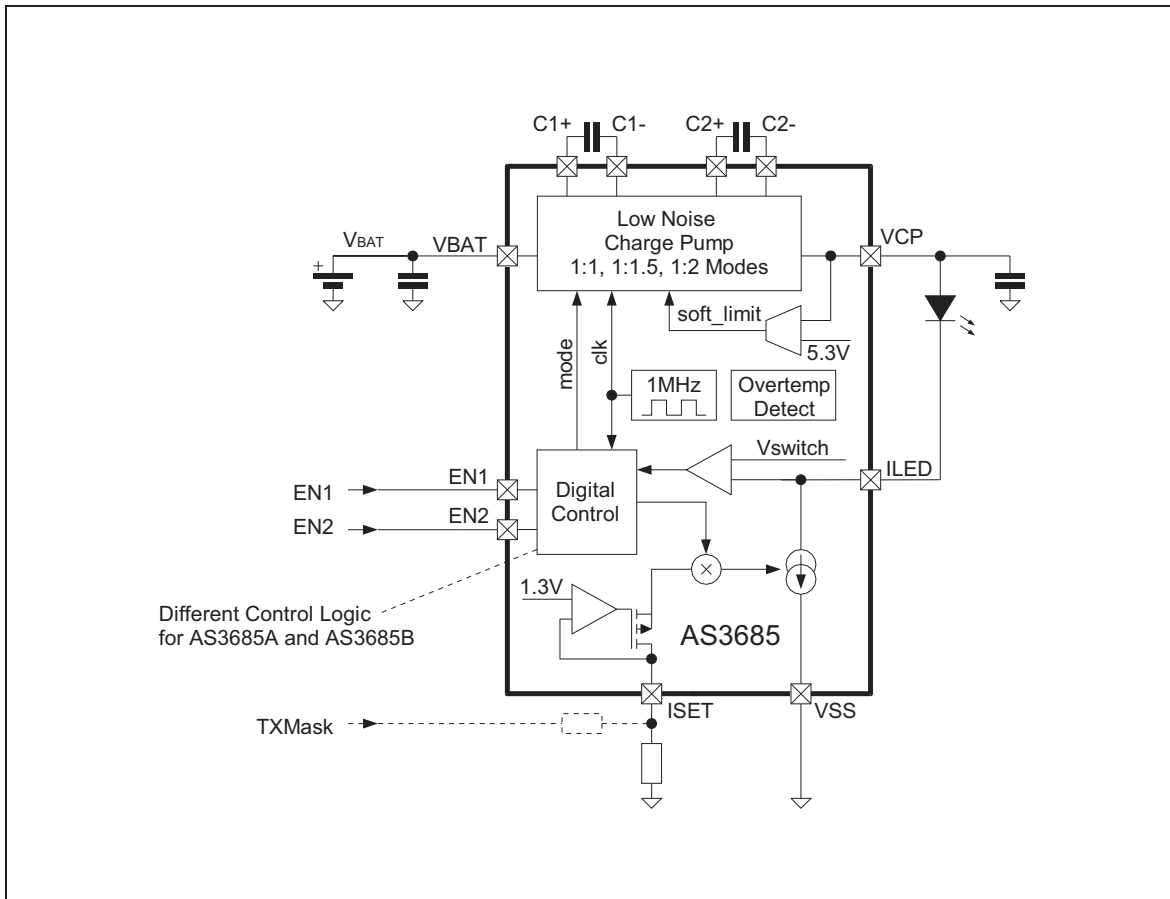 C1+ C1- C2+ C2-
Low Noise
Charge Pump
1:1, 1:1.5, 1:2 Modes
VBAT
VBAT
VCP
+
soft_limit
5.3V
mode
clk
1MHz
Overtemp
Detect
Vswitch
ILED
EN1
EN1
EN2
EN2
Digital
Control
×
1.3V
Different Control Logic
for AS3685A and AS3685B
AS3685
ISET
VSS
TXMask